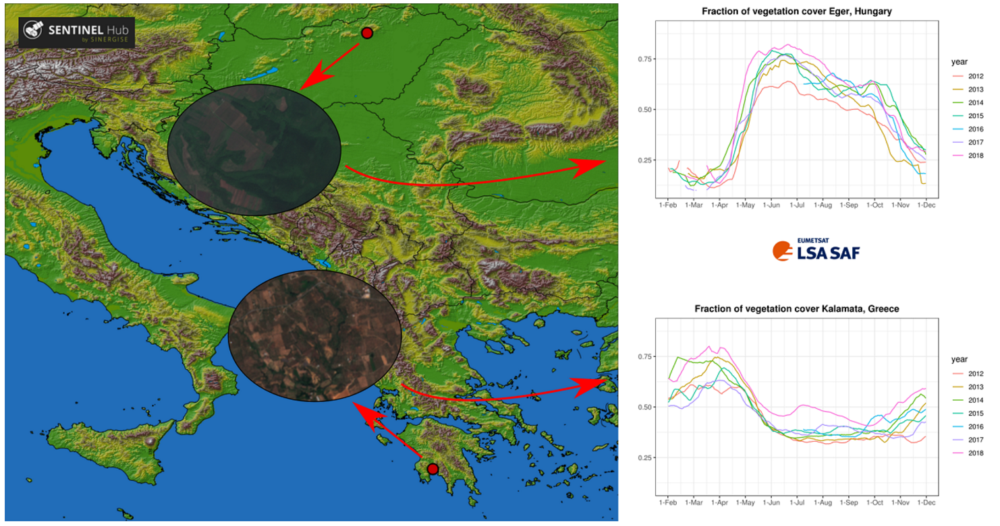 SENTINEL Hub
by SINERGISE
Fraction of vegetation cover Eger, Hungary
0.75
0.50
0.25
1-Feb 1-Mar 1-Apr 1-May 1-Jun 1-Jul 1-Aug 1-Sep 1-Oct 1-Nov 1-Dec
year
2012
2013
2014
2015
2016
2017
2018
EUMETSAT
LSA SAF
Fraction of vegetation cover Kalamata, Greece
0.75
0.50
0.25
1-Feb 1-Mar 1-Apr 1-May 1-Jun 1-Jul 1-Aug 1-Sep 1-Oct 1-Nov 1-Dec
year
2012
2013
2014
2015
2016
2017
2018